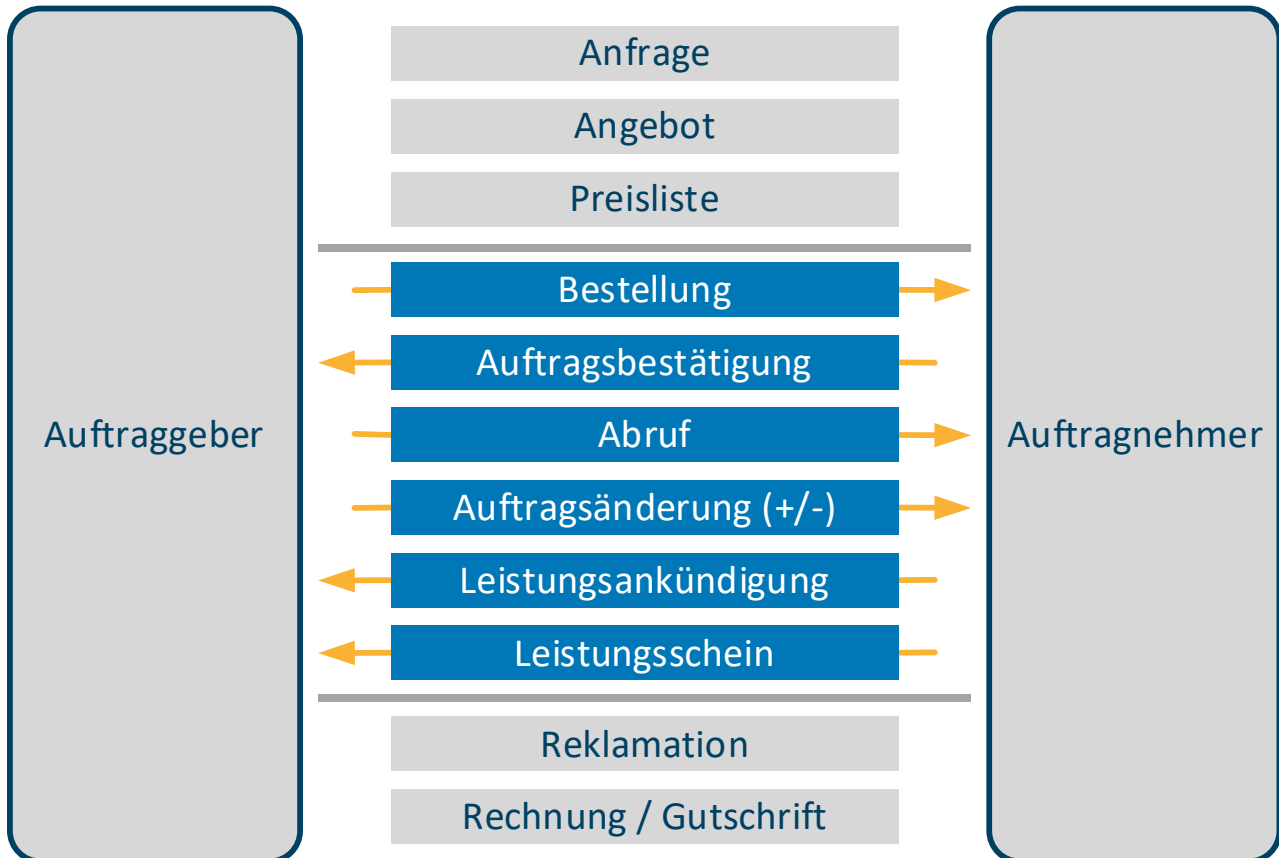 Anfrage
Angebot
Preisliste
Bestellung
Auftragsbestätigung
Auftraggeber
Abruf
Auftragnehmer
Auftragsänderung (+/-)
Leistungsankündigung
Leistungsschein
Reklamation
Rechnung / Gutschrift